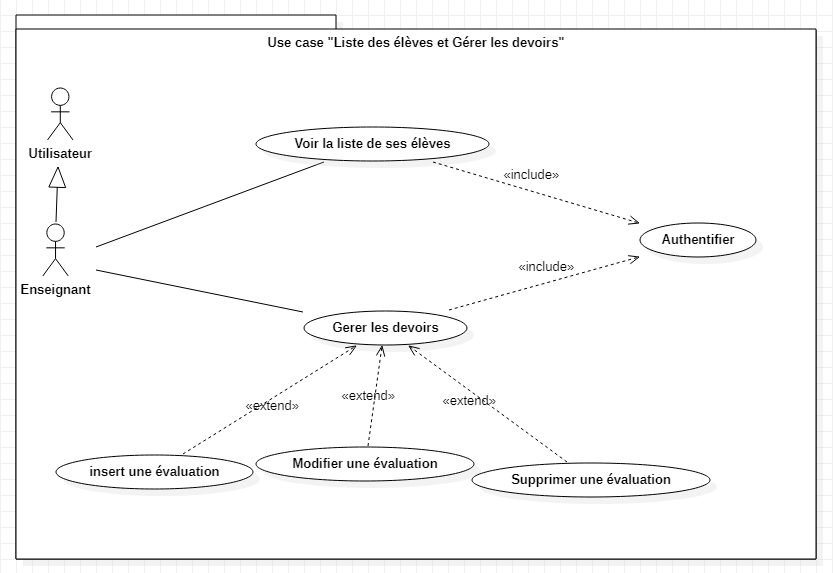 Use case "Liste des élèves et Gérer les devoirs"
Utilisateur
Voir la liste de ses élèves
«include»
Authentifier
«include»
Enseignant
Gerer les devoirs
«extend»
«extend»
«extend»
insert une évaluation
Modifier une évaluation
Supprimer une évaluation